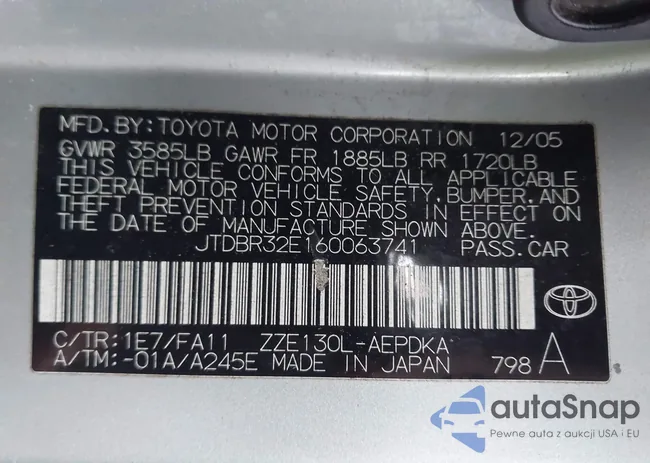 MFD.BY:TOYOTA MOTOR CORPORATION 12/05
GVWR 3585LB GAWR FR 1885LB RR 1720LB
THIS VEHICLE CONFORMS TO ALL APPLICABLE
FEDERAL MOTOR VEHICLE SAFETY,BUMPER,AND
THEFT PREVENTION STANDARDS IN EFFECT ON
THE DATE OF MANUFACTURE SHOWN ABOVE.
JTDBR32E160063741 PASS.CAR
C/TR:1E7/FA11 ZZE130L-AEPDKA
A/TM:-01A/A245E MADE IN JAPAN 798 A
autaSnap
Pewne auta z aukcji USA i EU